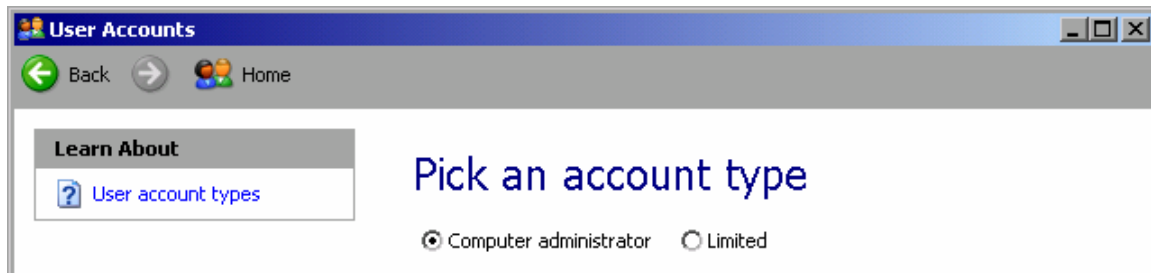 User Accounts
Back Home
Learn About
User account types
Pick an account type
Computer administrator Limited